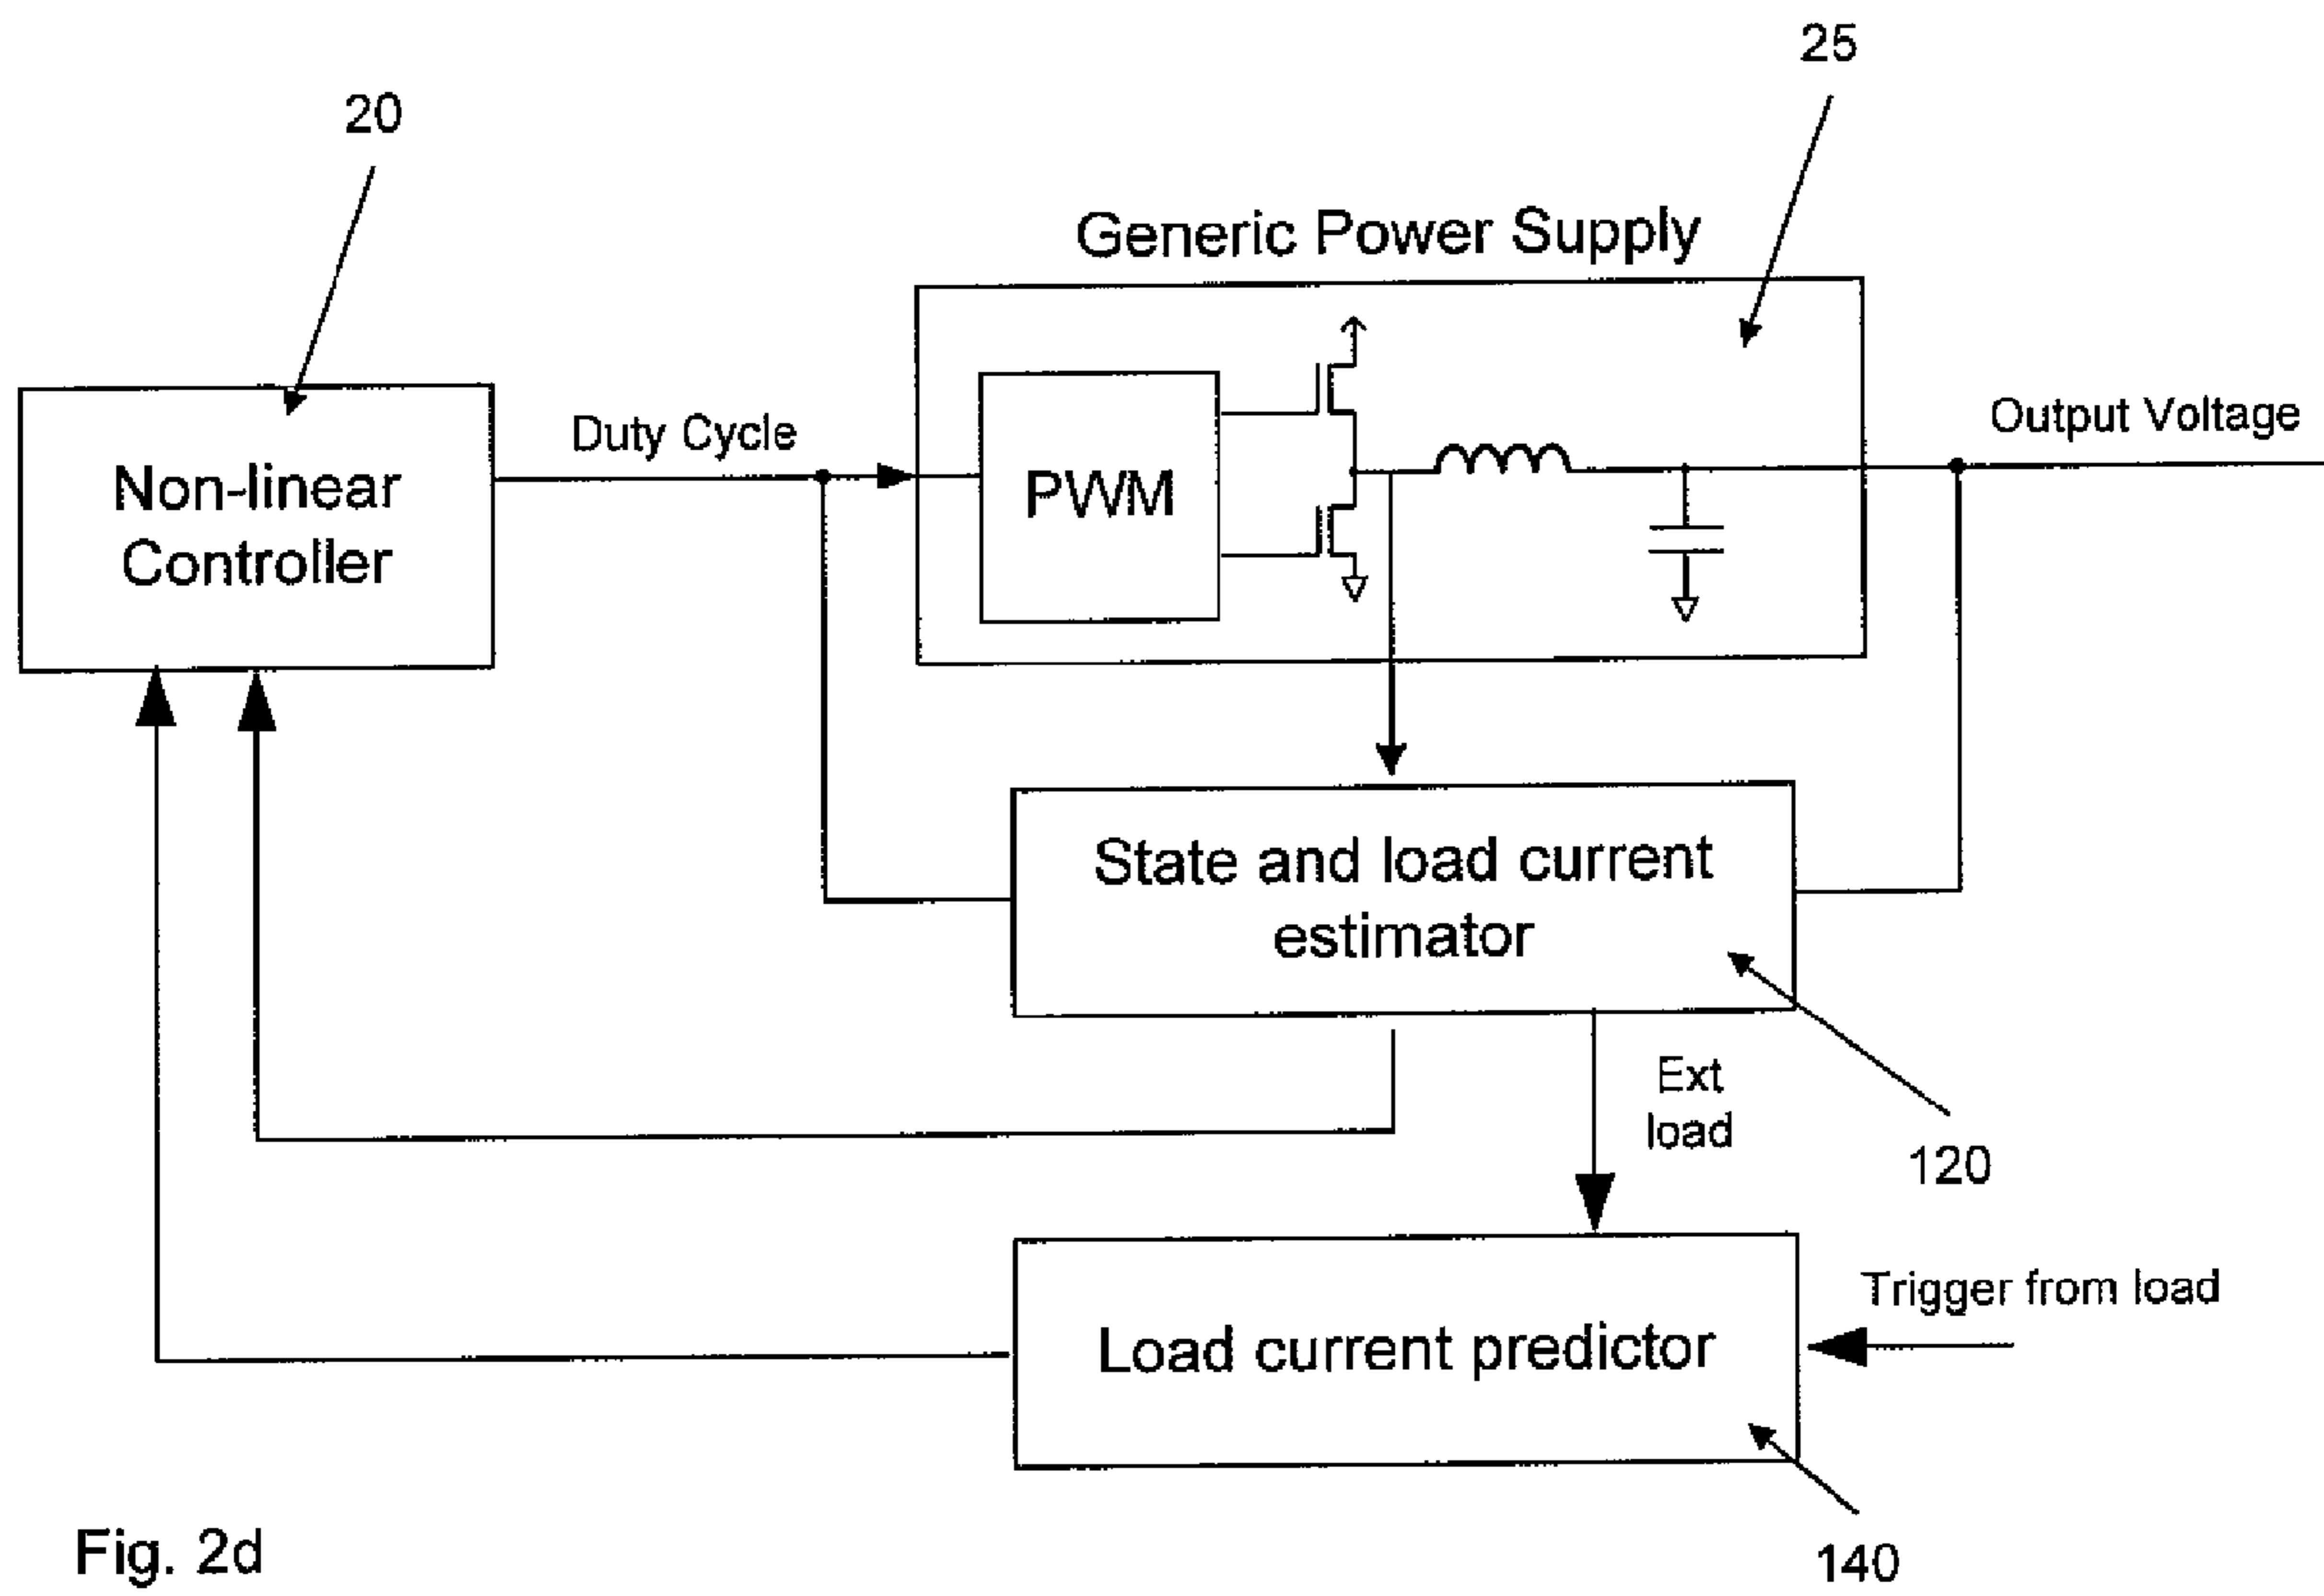 25
20
Generic Power Supply
Non-linear
Controller
Duty Cycle
PWM
Output Voltage
State and load current
estimator
Ext
load
120
Trigger from load
Load current predictor
140
Fig. 2d